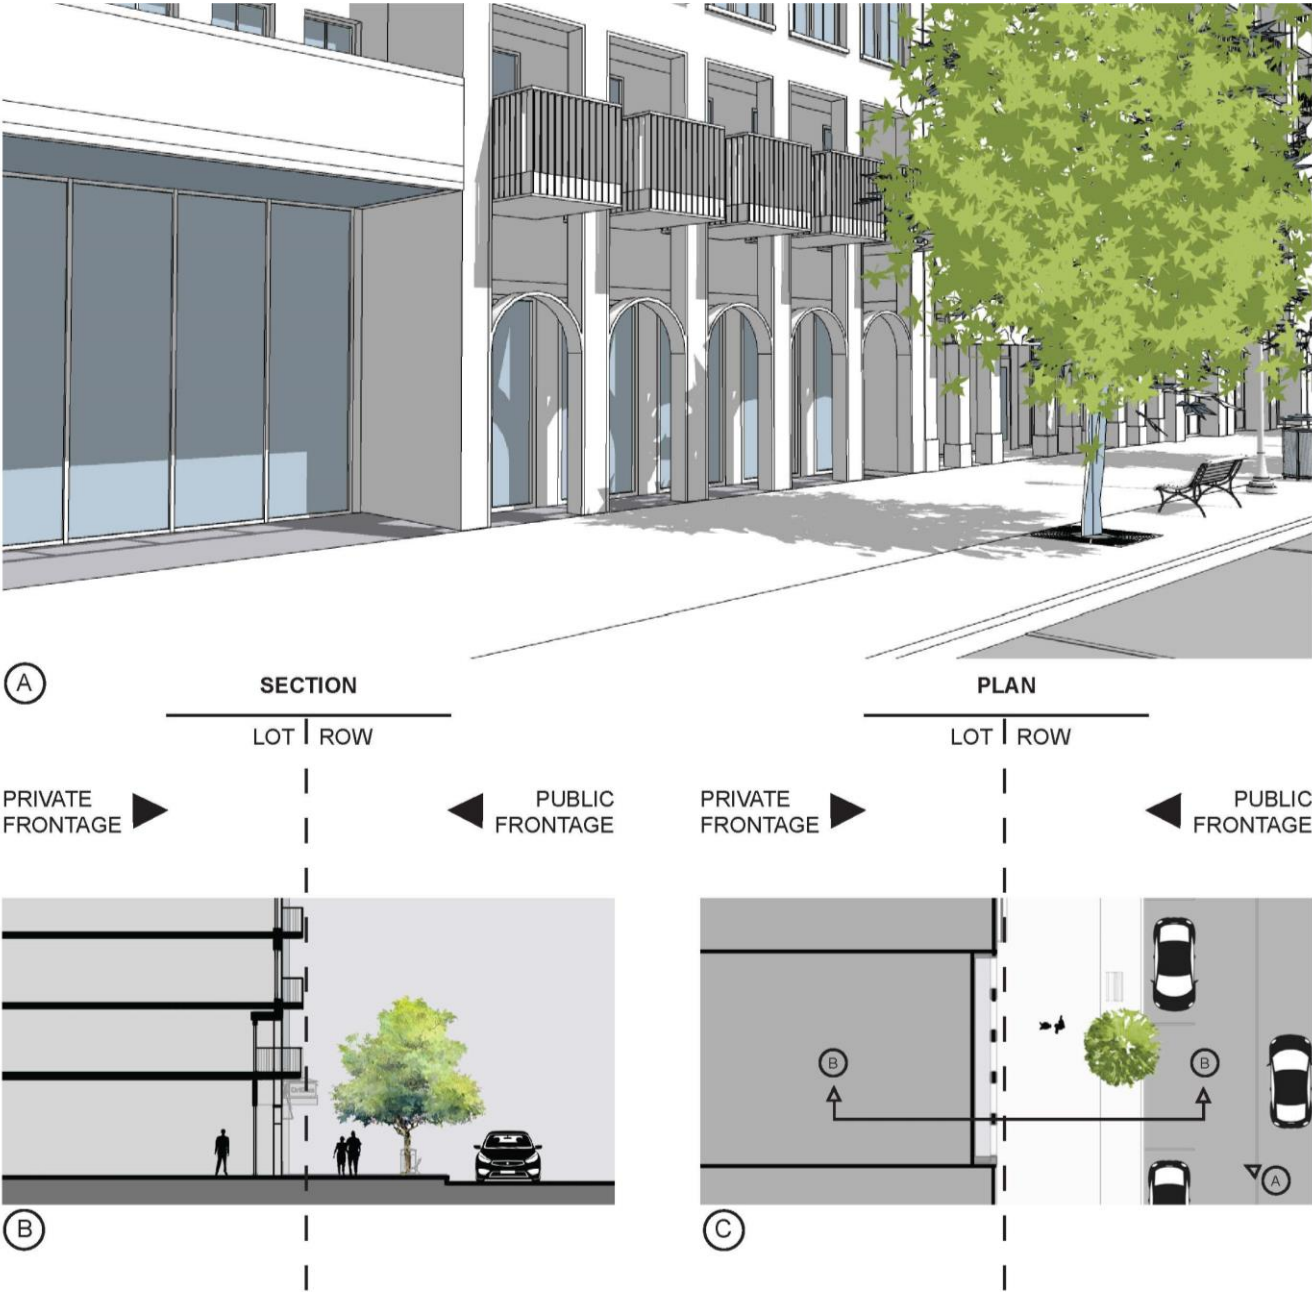 A
SECTION
PLAN
LOT ROW
LOT ROW
PRIVATE
FRONTAGE
PUBLIC
FRONTAGE
PRIVATE
FRONTAGE
PUBLIC
FRONTAGE
B
B
A
B
C